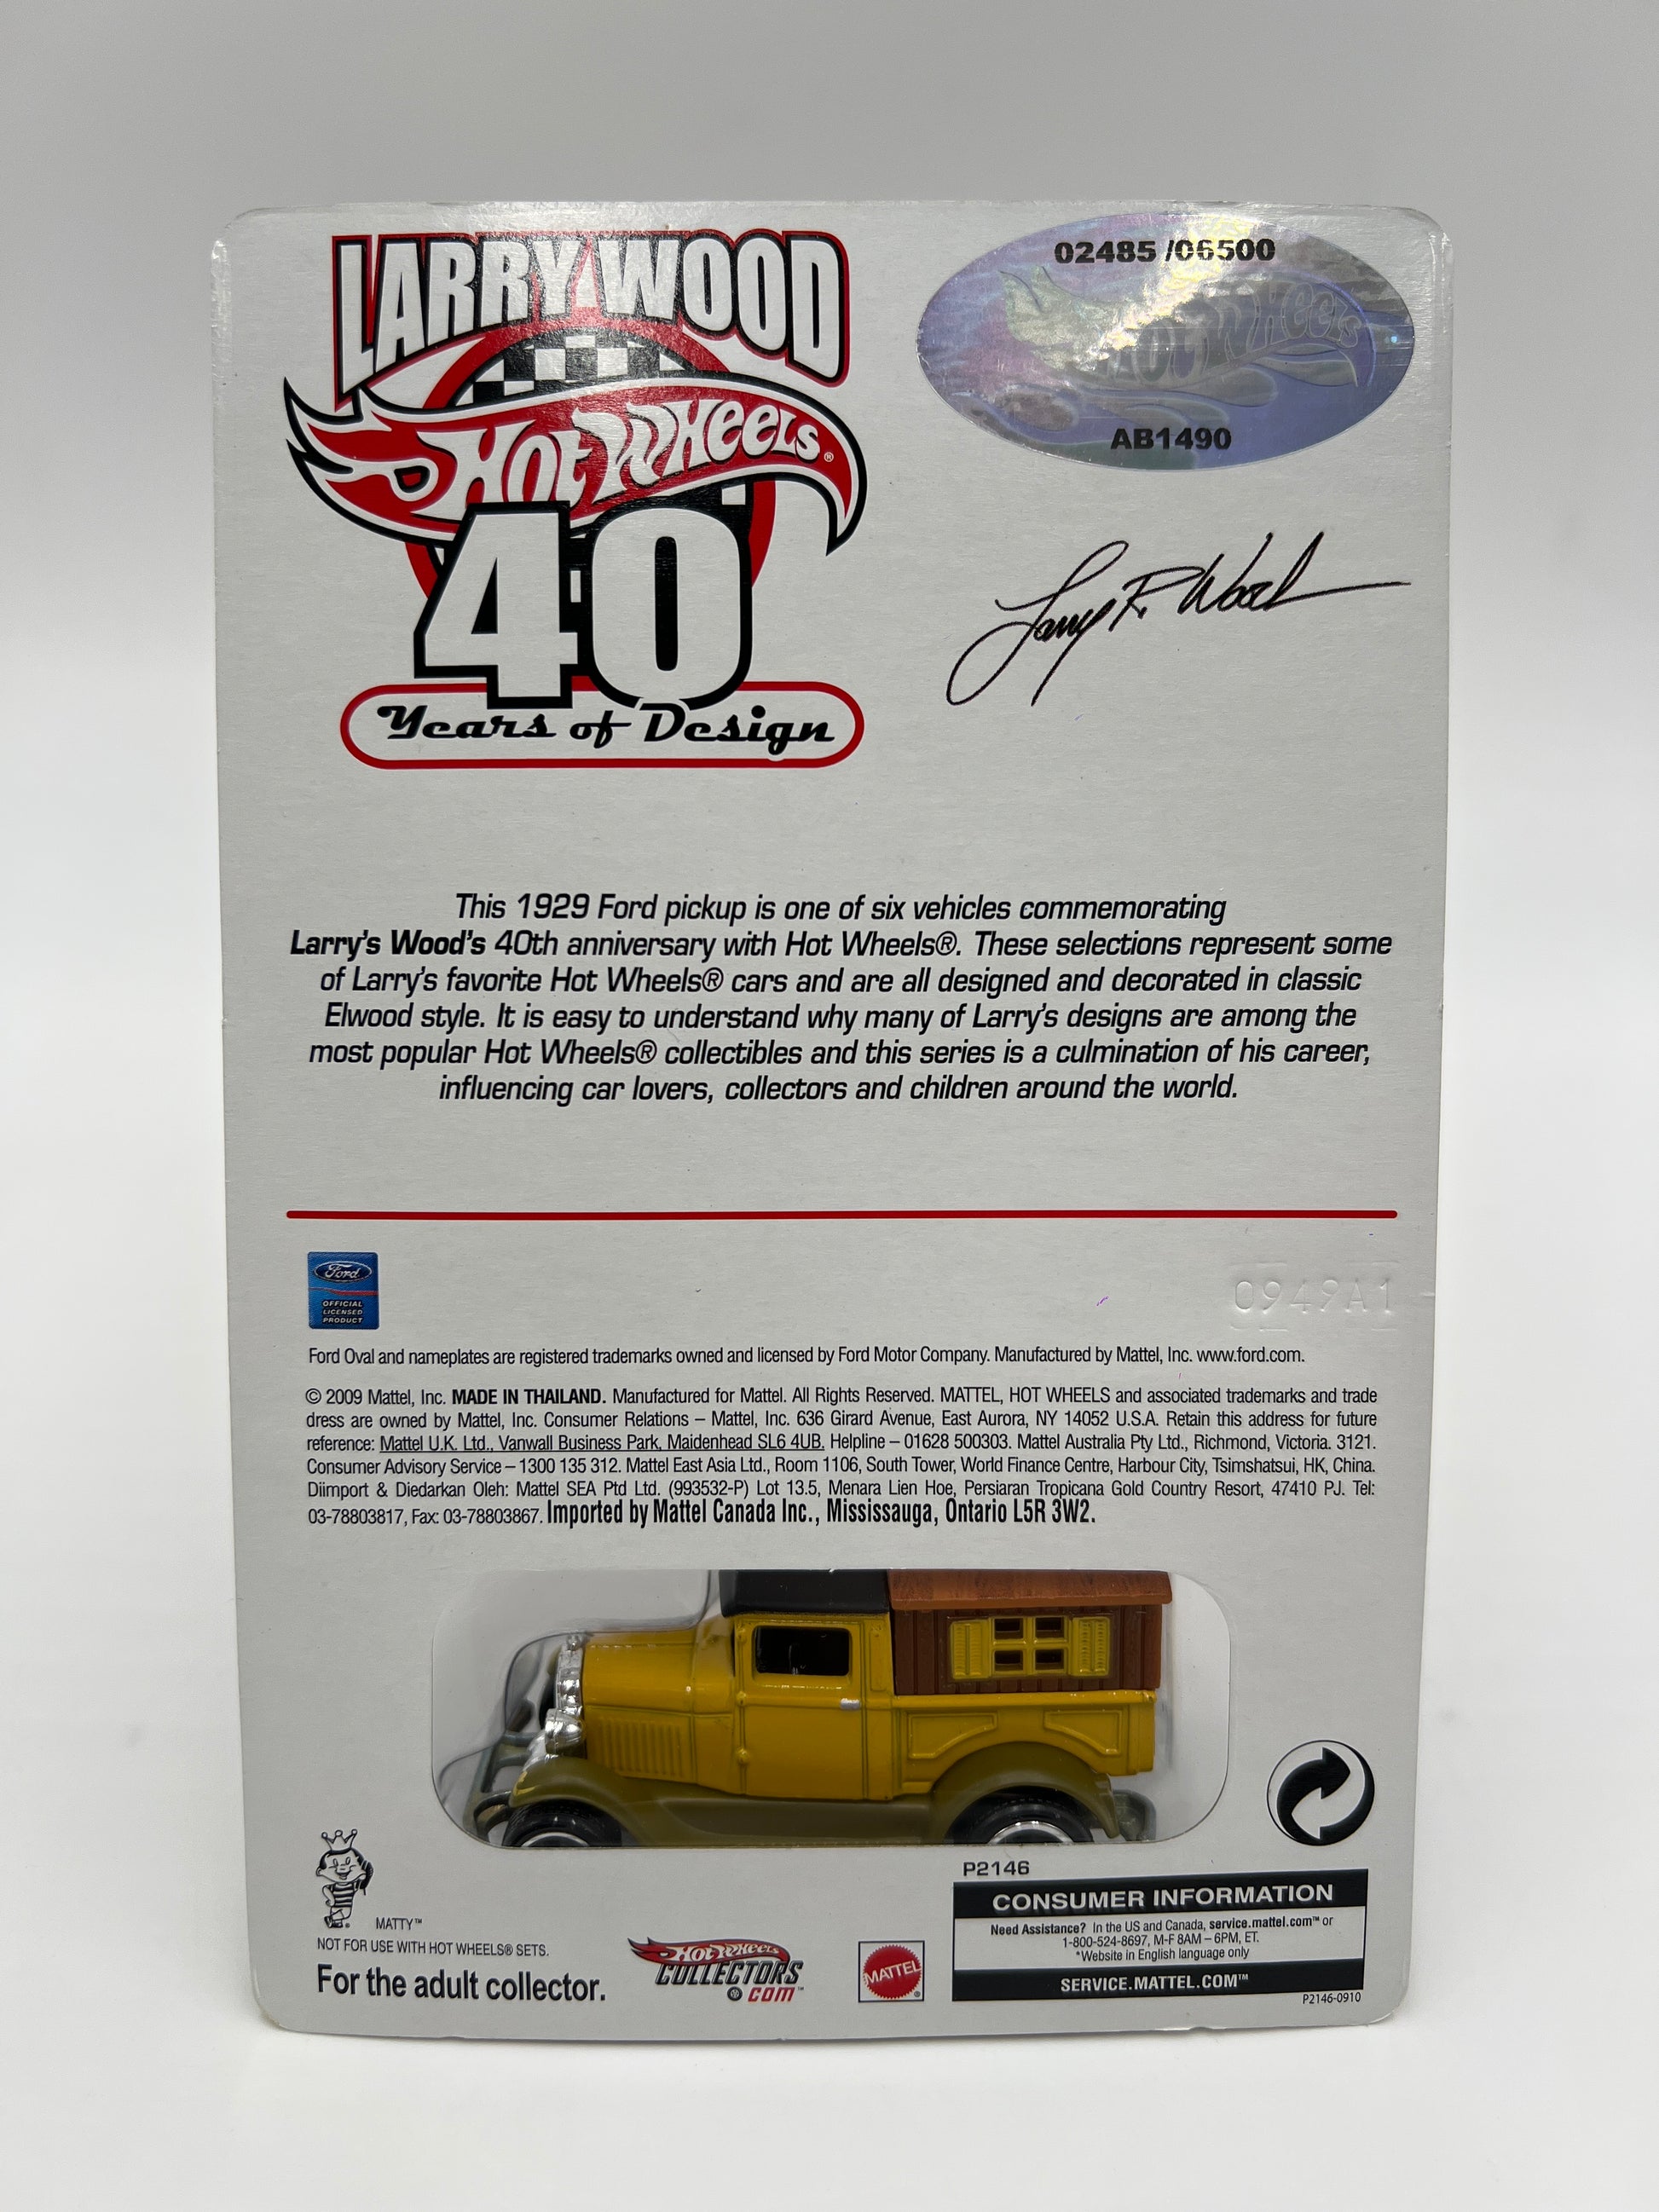 LARRY WOOD
02485 /06500
HOT WHEELS
Hot Wheels®
AB1490
40
Larry R. Wood
Years of Design
This 1929 Ford pickup is one of six vehicles commemorating
Larry's Wood's 40th anniversary with Hot Wheels®. These selections represent some
of Larry's favorite Hot Wheels® cars and are all designed and decorated in classic
Elwood style. It is easy to understand why many of Larry's designs are among the
most popular Hot Wheels® collectibles and this series is a culmination of his career,
influencing car lovers, collectors and children around the world.
Ford
OFFICIAL
LICENSED
PRODUCT
0949A1
Ford Oval and nameplates are registered trademarks owned and licensed by Ford Motor Company. Manufactured by Mattel, Inc. www.ford.com.
© 2009 Mattel, Inc. MADE IN THAILAND. Manufactured for Mattel. All Rights Reserved. MATTEL, HOT WHEELS and associated trademarks and trade
dress are owned by Mattel, Inc. Consumer Relations – Mattel, Inc. 636 Girard Avenue, East Aurora, NY 14052 U.S.A. Retain this address for future
reference: Mattel U.K. Ltd., Vanwall Business Park, Maidenhead SL6 4UB. Helpline – 01628 500303. Mattel Australia Pty Ltd., Richmond, Victoria. 3121.
Consumer Advisory Service – 1300 135 312. Mattel East Asia Ltd., Room 1106, South Tower, World Finance Centre, Harbour City, Tsimshatsui, HK, China.
Diimport & Diedarkan Oleh: Mattel SEA Ptd Ltd. (993532-P) Lot 13.5, Menara Lien Hoe, Persiaran Tropicana Gold Country Resort, 47410 PJ. Tel:
03-78803817, Fax: 03-78803867. Imported by Mattel Canada Inc., Mississauga, Ontario L5R 3W2.
P2146
CONSUMER INFORMATION
Need Assistance? In the US and Canada, service.mattel.com™ or
1-800-524-8697, M-F 8AM – 6PM, ET.
*Website in English language only
SERVICE.MATTEL.COM™
P2146-0910
MATTY™
NOT FOR USE WITH HOT WHEELS® SETS.
For the adult collector.
Hot Wheels
COLLECTORS
.COM™
MATTEL®